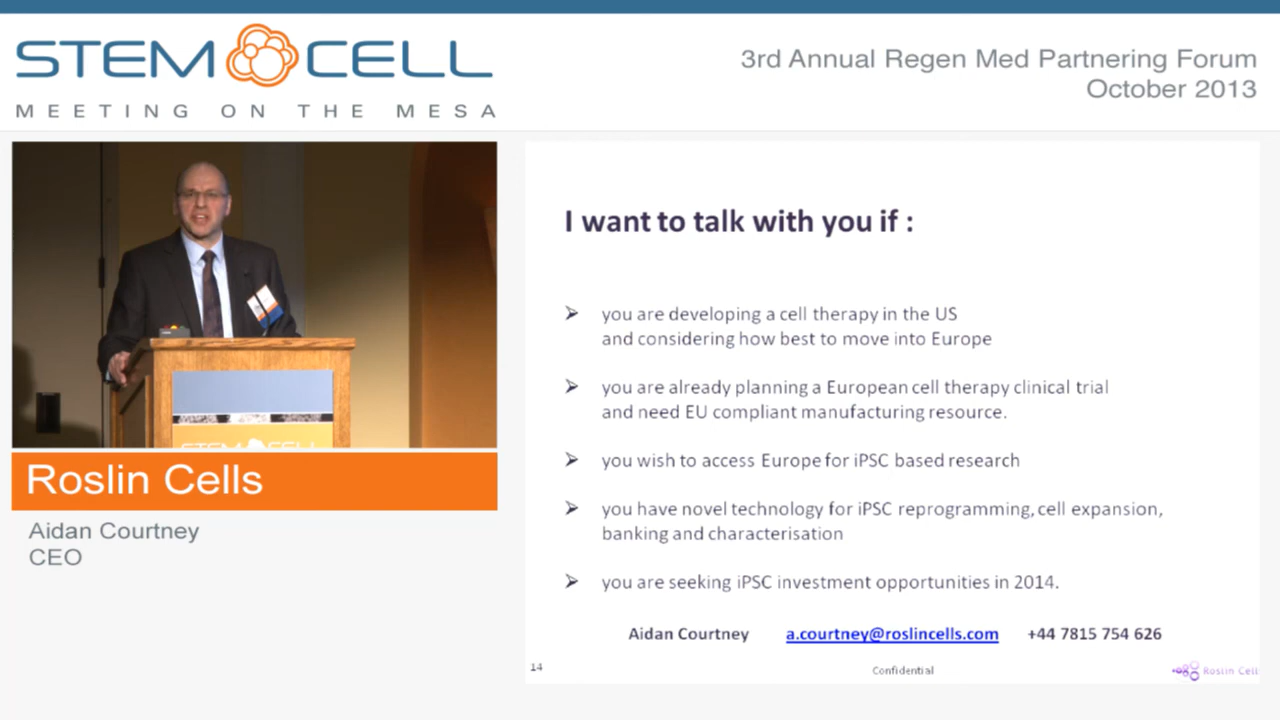 STEM CELL
MEETING ON THE MESA
3rd Annual Regen Med Partnering Forum
October 2013
STEM CELL
Roslin Cells
Aidan Courtney
CEO
I want to talk with you if :
you are developing a cell therapy in the US
and considering how best to move into Europe
you are already planning a European cell therapy clinical trial
and need EU compliant manufacturing resource.
you wish to access Europe for iPSC based research
you have novel technology for iPSC reprogramming, cell expansion,
banking and characterisation
you are seeking iPSC investment opportunities in 2014.
Aidan Courtney a.courtney@roslincells.com +44 7815 754 626
14 Confidential Roslin Cell